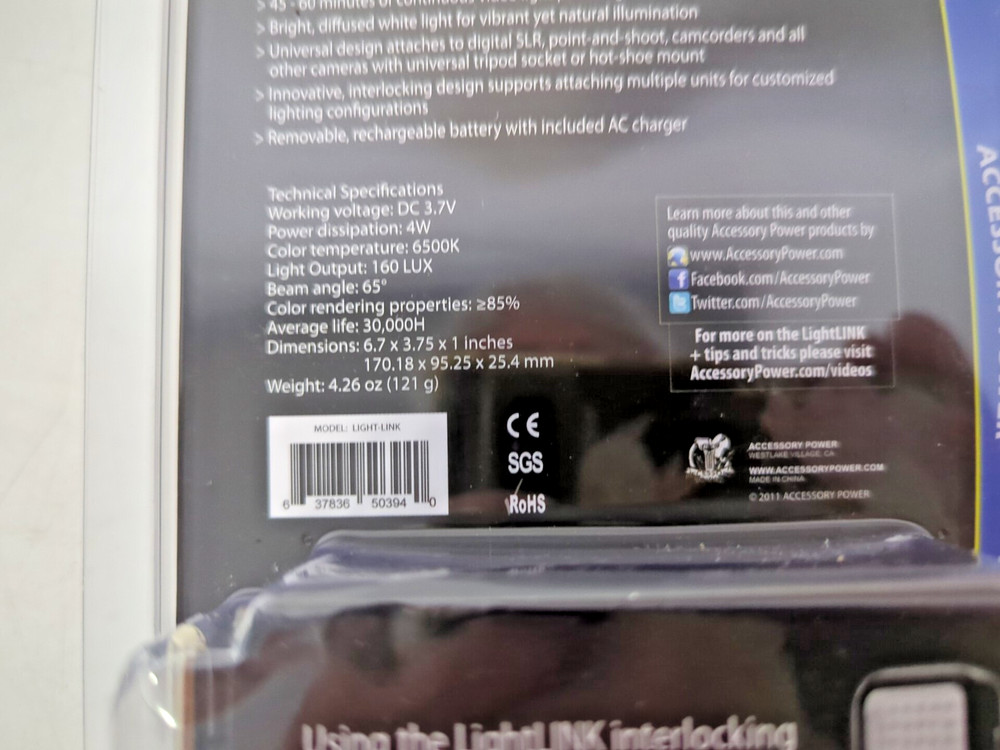 > 45 - 60 minutes of continuous
> Bright, diffused white light for vibrant yet natural illumination
> Universal design attaches to digital SLR, point-and-shoot, camcorders and all
other cameras with universal tripod socket or hot-shoe mount
> Innovative, interlocking design supports attaching multiple units for customized
lighting configurations
> Removable, rechargeable battery with included AC charger
Technical Specifications
Working voltage: DC 3.7V
Power dissipation: 4W
Color temperature: 6500K
Light Output: 160 LUX
Beam angle: 65°
Color rendering properties: ≥85%
Average life: 30,000H
Dimensions: 6.7 x 3.75 x 1 inches
170.18 x 95.25 x 25.4 mm
Weight: 4.26 oz (121 g)
Learn more about this and other
quality Accessory Power products by
www.AccessoryPower.com
Facebook.com/AccessoryPower
Twitter.com/AccessoryPower
For more on the LightLINK
+ tips and tricks please visit
AccessoryPower.com/videos
MODEL: LIGHT-LINK
6 37836 50394 0
CE
SGS
RoHS
ACCESSORY POWER
WESTLAKE VILLAGE, CA
WWW.ACCESSORYPOWER.COM
MADE IN CHINA
© 2011 ACCESSORY POWER
Using the LightLINK interlocking